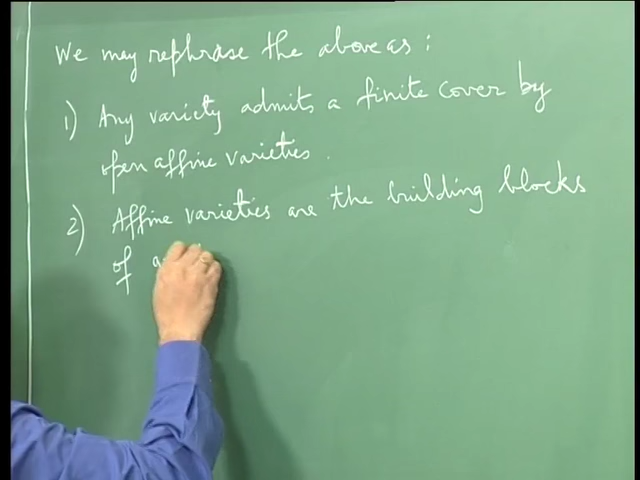 We may rephrase the above as :
1) Any variety admits a finite cover by
open affine varieties .
2) Affine varieties are the building blocks
of